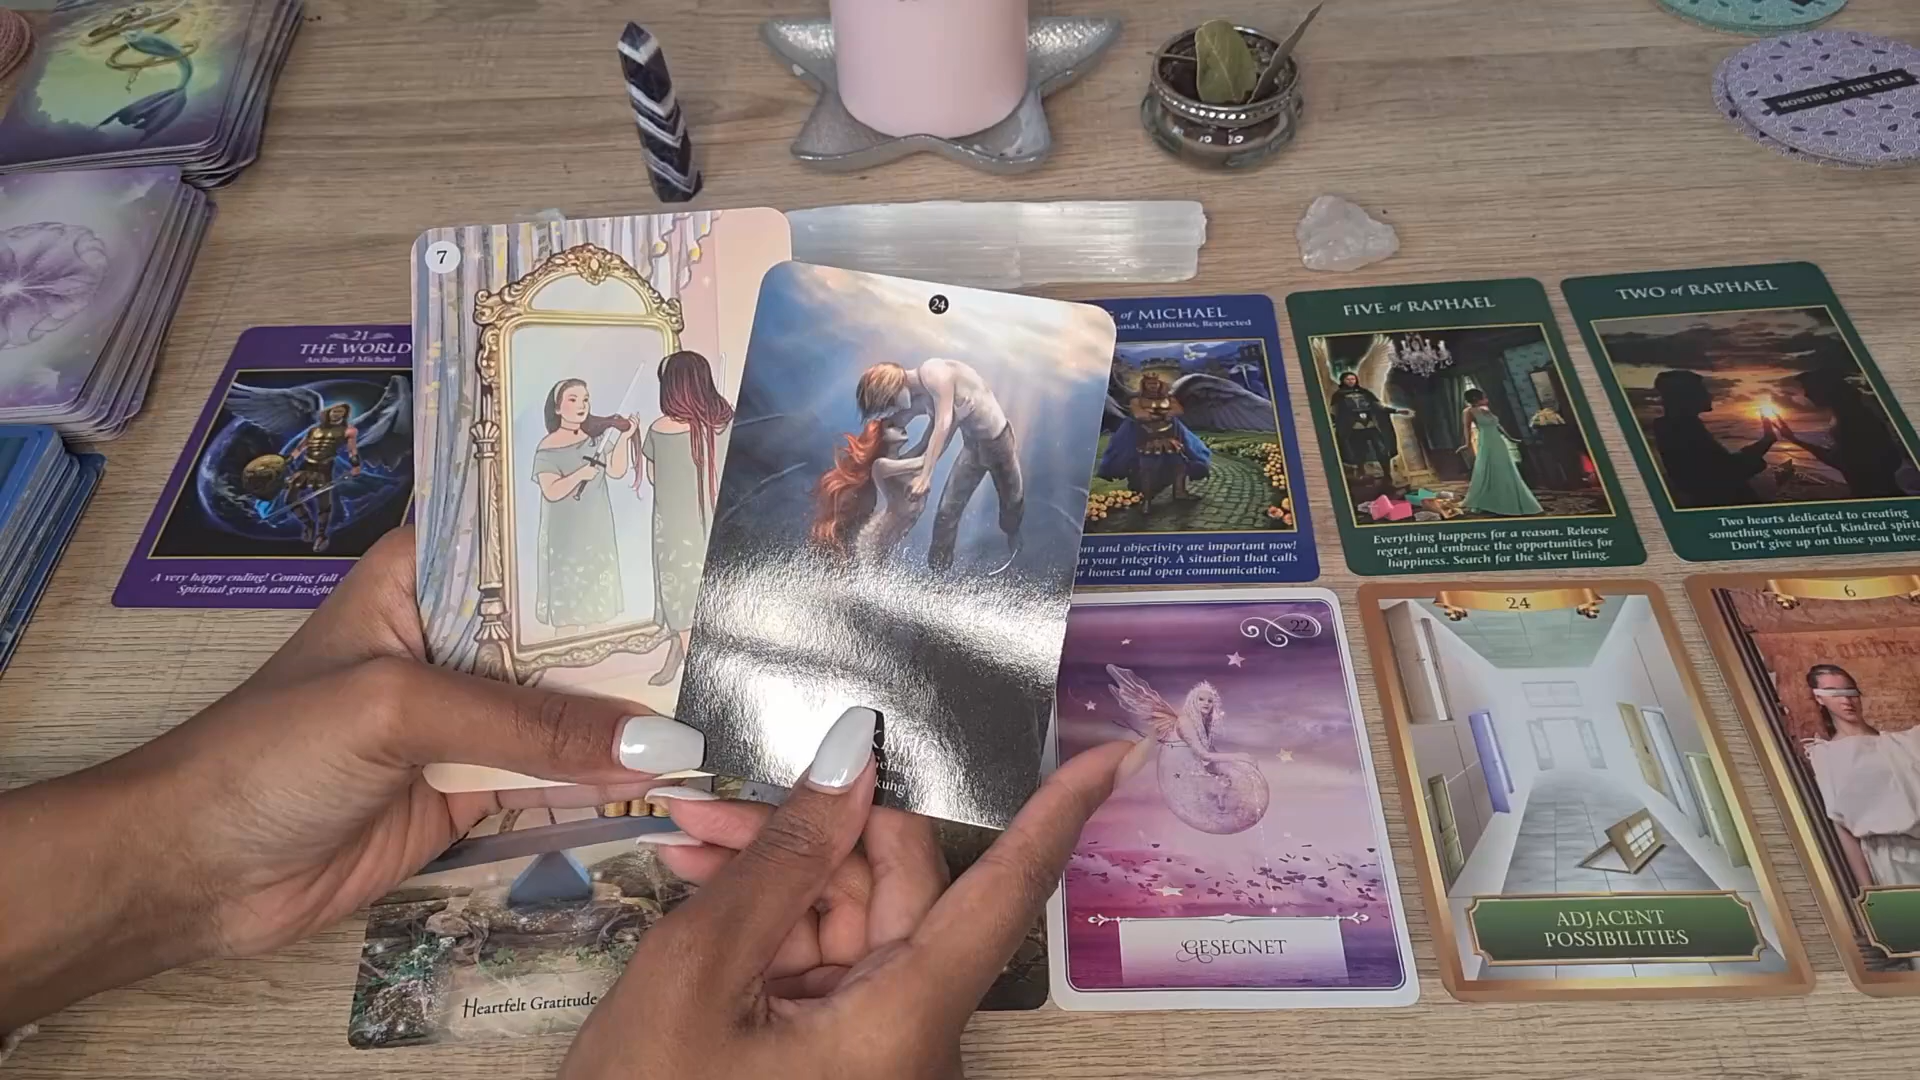 MONTHS OF THE YEAR
7
24
21
THE WORLD
Archangel Michael
A very happy ending! Coming full
Spiritual growth and insight
of MICHAEL
Ambitious, Respected
and objectivity are important now!
in your integrity. A situation that calls
honest and open communication.
FIVE of RAPHAEL
Everything happens for a reason. Release
regret, and embrace the opportunities for
happiness. Search for the silver lining.
TWO of RAPHAEL
Two hearts dedicated to creating
something wonderful. Kindred
Don't give up on those you love.
22
GESEGNET
24
ADJACENT
POSSIBILITIES
6
Heartfelt Gratitude